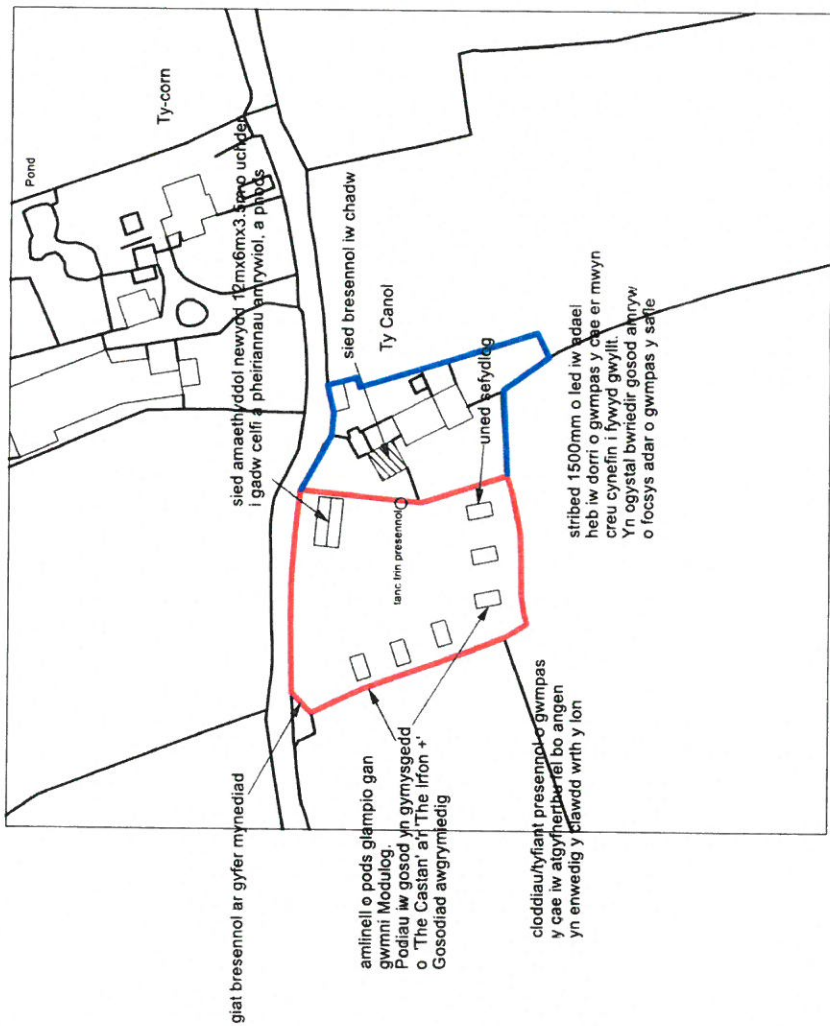 giat bresennol ar gyfer mynediad
amlinell o pods glampio gan
gwmni Modulog.
Podiau iw gosod yn gymysgedd
o 'The Castan' a'r 'The Irfon +'
Gosodiad awgrymiedig
cloddiau/tyfiant presennol o gwmpas
y cae iw atgyfnerthu fel bo angen
yn enwedig y clawdd wrth y lon
sied amaethyddol newydd 12mx6mx3.5m o uchder
i gadw celfi a pheiriannau amrywiol, a phods
tanc trin presennol
sied bresennol iw chadw
Ty Canol
uned sefydlog
stribed 1500mm o led iw adael
heb iw dorri o gwmpas y cae er mwyn
creu cynefin i fywyd gwyllt.
Yn ogystal bwriedir gosod amryw
o focsys adar o gwmpas y safle
Pond
Ty-corn